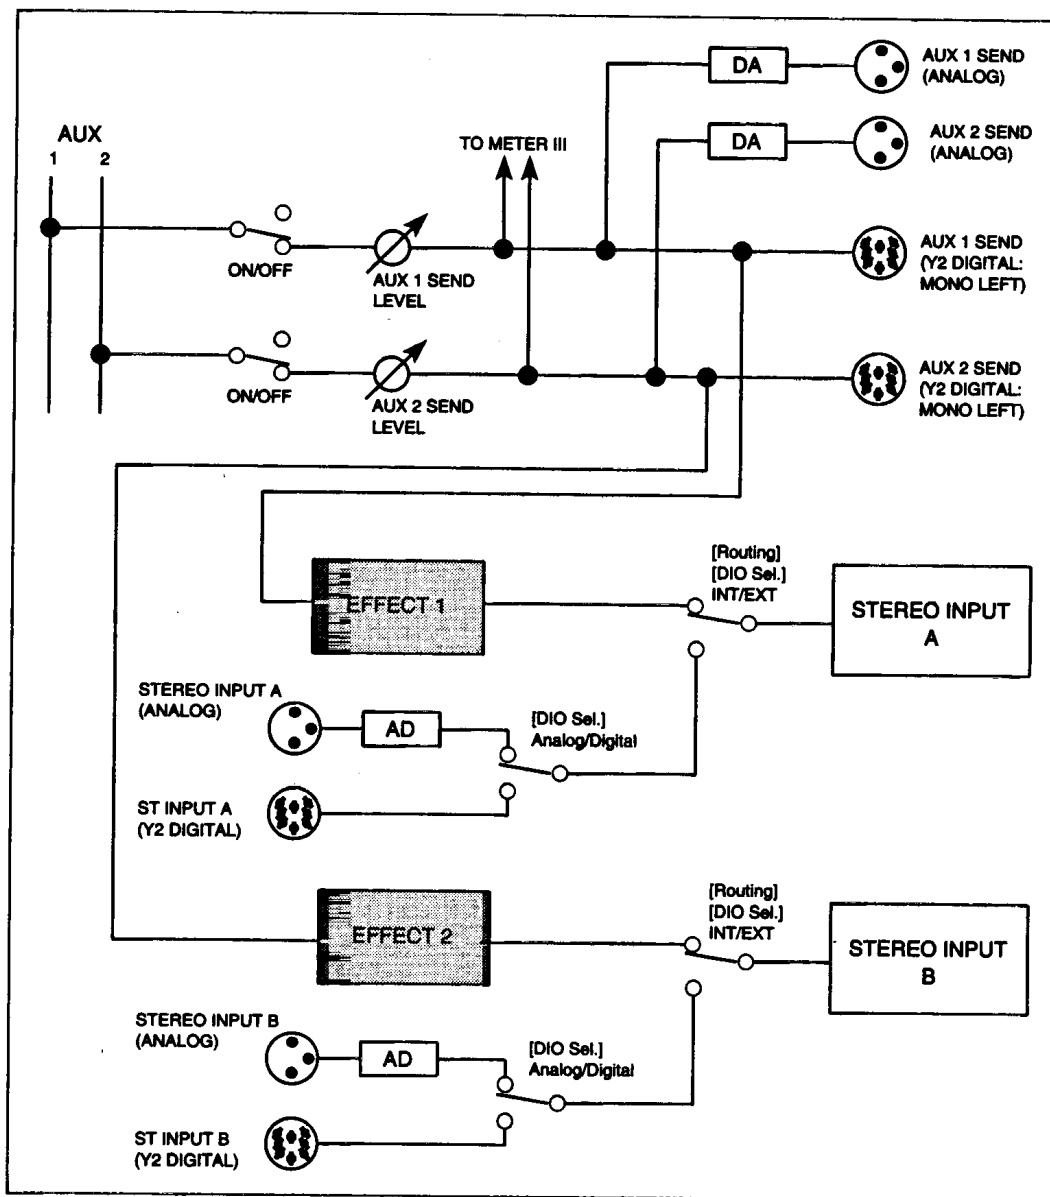 AUX 1 SEND
(ANALOG)
DA
AUX 2 SEND
(ANALOG)
DA
AUX
1 2
TO METER III
ON/OFF
AUX 1 SEND
LEVEL
AUX 1 SEND
(Y2 DIGITAL:
MONO LEFT)
ON/OFF
AUX 2 SEND
LEVEL
AUX 2 SEND
(Y2 DIGITAL:
MONO LEFT)
EFFECT 1
[Routing]
[DIO Sel.]
INT/EXT
STEREO INPUT
A
STEREO INPUT A
(ANALOG)
AD
[DIO Sel.]
Analog/Digital
ST INPUT A
(Y2 DIGITAL)
EFFECT 2
[Routing]
[DIO Sel.]
INT/EXT
STEREO INPUT
B
STEREO INPUT B
(ANALOG)
AD
[DIO Sel.]
Analog/Digital
ST INPUT B
(Y2 DIGITAL)